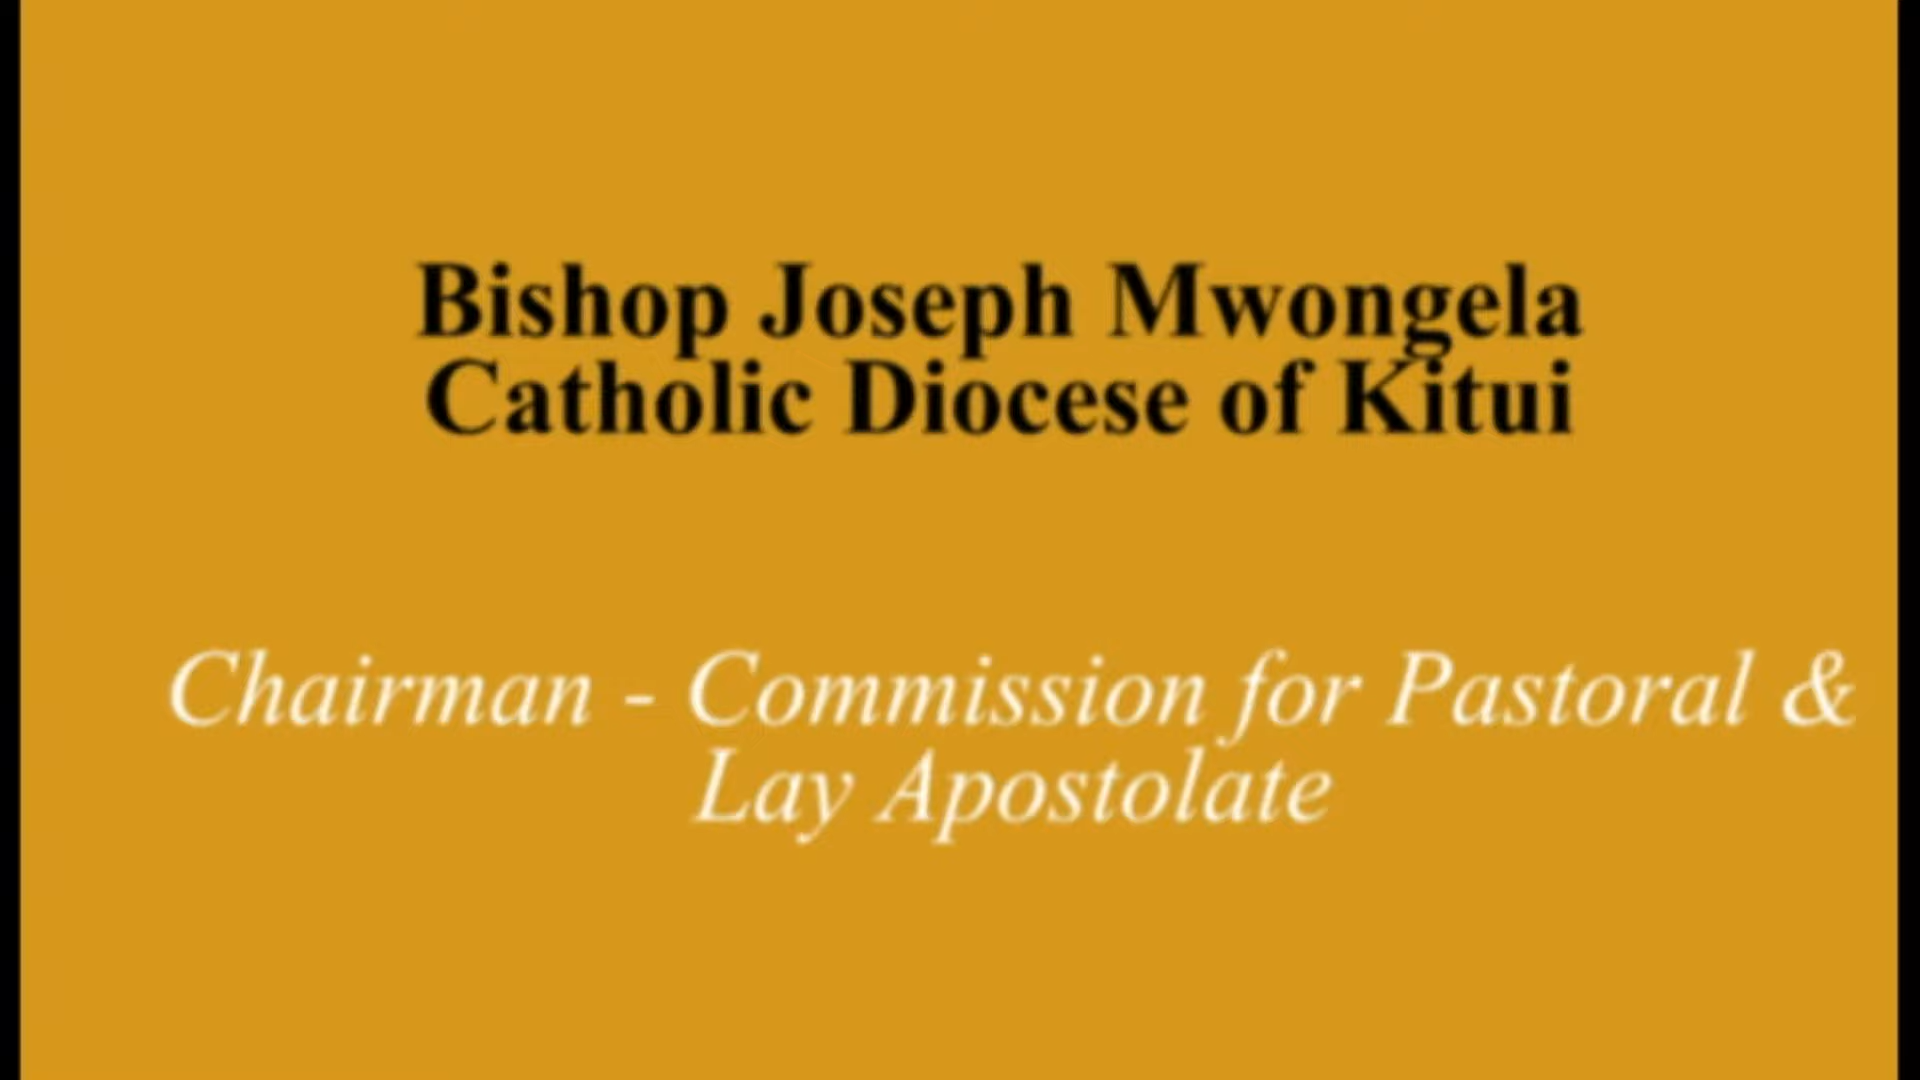 Bishop Joseph Mwongela
Catholic Diocese of Kitui
Chairman - Commission for Pastoral &
Lay Apostolate